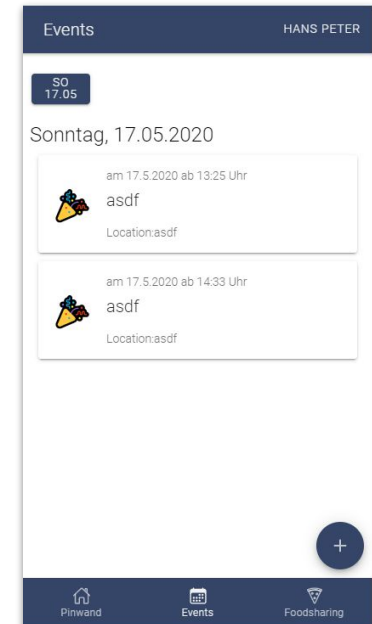 Events
HANS PETER
SO
17.05
Sonntag, 17.05.2020
am 17.5.2020 ab 13:25 Uhr
asdf
Location:asdf
am 17.5.2020 ab 14:33 Uhr
asdf
Location:asdf
+
Pinwand
Events
Foodsharing